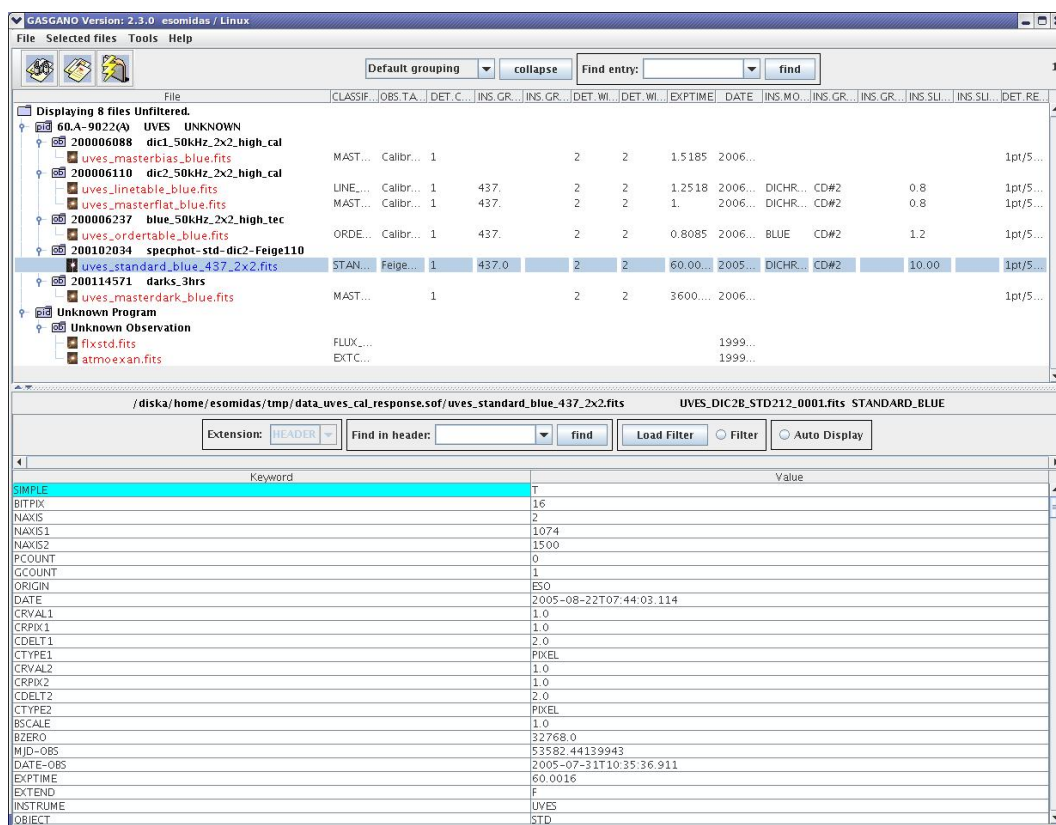 GASGANO Version: 2.3.0 esomidas / Linux
File Selected files Tools Help
Default grouping collapse Find entry: find
File CLASSIF... OBS.TA... DET.C... INS.GR... INS.GR... DET.WI... DET.WI... EXPTIME DATE INS.MO... INS.GR... INS.GR... INS.SLI... INS.SLI... DET.RE...
Displaying 8 files Unfiltered.
pid 60.A-9022(A) UVES UNKNOWN
ob 200006088 dic1_50kHz_2x2_high_cal
uves_masterbias_blue.fits MAST... Calibr... 1 2 2 1.5185 2006... 1pt/5...
ob 200006110 dic2_50kHz_2x2_high_cal
uves_linetable_blue.fits LINE_... Calibr... 1 437. 2 2 1.2518 2006... DICHR... CD#2 0.8 1pt/5...
uves_masterflat_blue.fits MAST... Calibr... 1 437. 2 2 1. 2006... DICHR... CD#2 0.8 1pt/5...
ob 200006237 blue_50kHz_2x2_high_tec
uves_ordertable_blue.fits ORDE... Calibr... 1 437. 2 2 0.8085 2006... BLUE CD#2 1.2 1pt/5...
ob 200102034 specphot-std-dic2-Feige110
uves_standard_blue_437_2x2.fits STAN... Feige... 1 437.0 2 2 60.00... 2005... DICHR... CD#2 10.00 1pt/5...
ob 200114571 darks_3hrs
uves_masterdark_blue.fits MAST... 1 2 2 3600.... 2006... 1pt/5...
pid Unknown Program
ob Unknown Observation
flxstd.fits FLUX_... 1999...
atmoexan.fits EXTC... 1999...
/diska/home/esomidas/tmp/data_uves_cal_response.sof/uves_standard_blue_437_2x2.fits UVES_DIC2B_STD212_0001.fits STANDARD_BLUE
Extension: HEADER Find in header: find Load Filter Filter Auto Display
Keyword Value
SIMPLE T
BITPIX 16
NAXIS 2
NAXIS1 1074
NAXIS2 1500
PCOUNT 0
GCOUNT 1
ORIGIN ESO
DATE 2005-08-22T07:44:03.114
CRVAL1 1.0
CRPIX1 1.0
CDELT1 2.0
CTYPE1 PIXEL
CRVAL2 1.0
CRPIX2 1.0
CDELT2 2.0
CTYPE2 PIXEL
BSCALE 1.0
BZERO 32768.0
MJD-OBS 53582.44139943
DATE-OBS 2005-07-31T10:35:36.911
EXPTIME 60.0016
EXTEND F
INSTRUME UVES
OBJECT STD